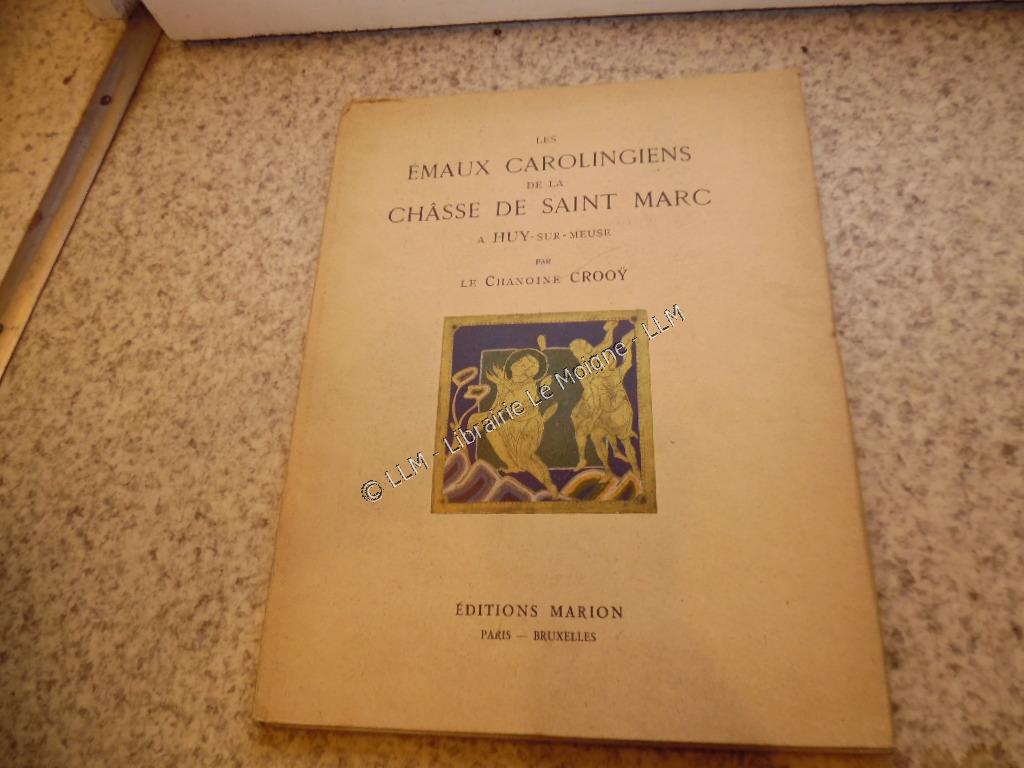 LES
ÉMAUX CAROLINGIENS
DE LA
CHÂSSE DE SAINT MARC
A HUY-SUR-MEUSE
PAR
LE CHANOINE CROOŸ
© LLM - Librairie Le Moigne - LLM
ÉDITIONS MARION
PARIS — BRUXELLES